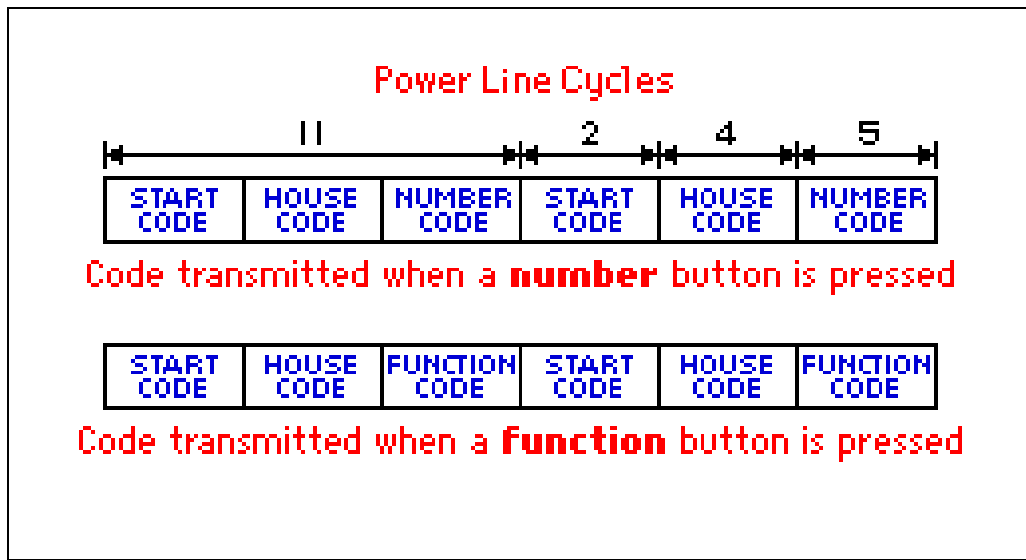 Power Line Cycles
11 2 4 5
START CODE HOUSE CODE NUMBER CODE START CODE HOUSE CODE NUMBER CODE
Code transmitted when a number button is pressed
START CODE HOUSE CODE FUNCTION CODE START CODE HOUSE CODE FUNCTION CODE
Code transmitted when a function button is pressed